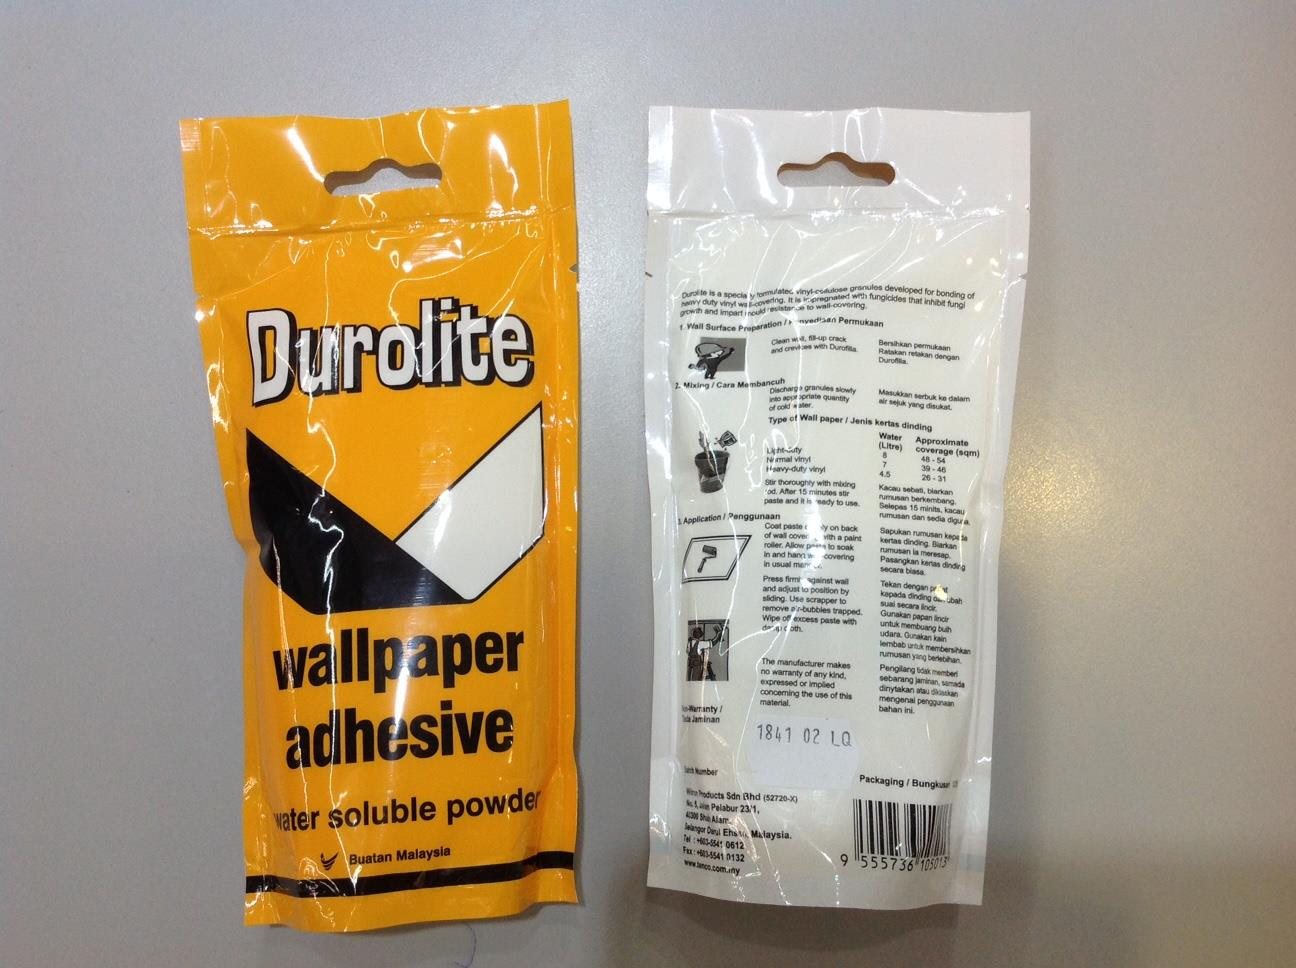 Durolite
wallpaper
adhesive
water soluble powder
Buatan Malaysia
Durolite is a specially formulated vinyl-cellulose granules developed for bonding of
heavy duty vinyl wall-covering. It is impregnated with fungicides that inhibit fungi
growth and impart mould resistance to wall-covering.
1. Wall Surface Preparation / Penyediaan Permukaan
Clean wall, fill-up crack
and crevices with Durofilla.
Bersihkan permukaan
Ratakan retakan dengan
Durofilla.
2. Mixing / Cara Membancuh
Discharge granules slowly
into appropriate quantity
of cold water.
Masukkan serbuk ke dalam
air sejuk yang disukat.
Type of Wall paper / Jenis kertas dinding
Water (Litre) Approximate coverage (sqm)
Light-duty 8 48 - 54
Normal vinyl 7 39 - 46
Heavy-duty vinyl 4.5 26 - 31
Stir thoroughly with mixing
rod. After 15 minutes stir
paste and it is ready to use.
Kacau sebati, biarkan
rumusan berkembang.
Selepas 15 minits, kacau
rumusan dan sedia diguna.
3. Application / Panggunaan
Coat paste on back
of wall covering with a paint
roller. Allow paste to soak
in and hang wall-covering
in usual manner.
Sapukan rumusan kepada
kertas dinding. Biarkan
rumusan ia meresap.
Pasangkan kertas dinding
secara biasa.
Press firmly against wall
and adjust to position by
sliding. Use scrapper to
remove air-bubbles trapped.
Wipe off excess paste with
damp cloth.
Tekan dengan
kepada dinding dan ubah
suai secara lincir.
Gunakan papan lincir
untuk membuang buih
udara. Gunakan kain
lembab untuk membersihkan
rumusan yang berlebihan.
The manufacturer makes
no warranty of any kind,
expressed or implied
concerning the use of this
material.
Pengilang tidak memberi
sebarang jaminan, samada
dinyatakan atau dikiaskan
mengenai penggunaan
bahan ini.
Non-Warranty /
Tiada Jaminan
1841 02 LQ
Batch Number
Packaging / Bungkusan
Products Sdn Bhd (52720-X)
No. 5, Jalan Pelabur 23/1,
40300 Shah Alam,
Selangor Darul Ehsan, Malaysia.
Tel : +603-5541 0612
Fax : +603-5541 0132
www.tanco.com.my
9 555736 105013